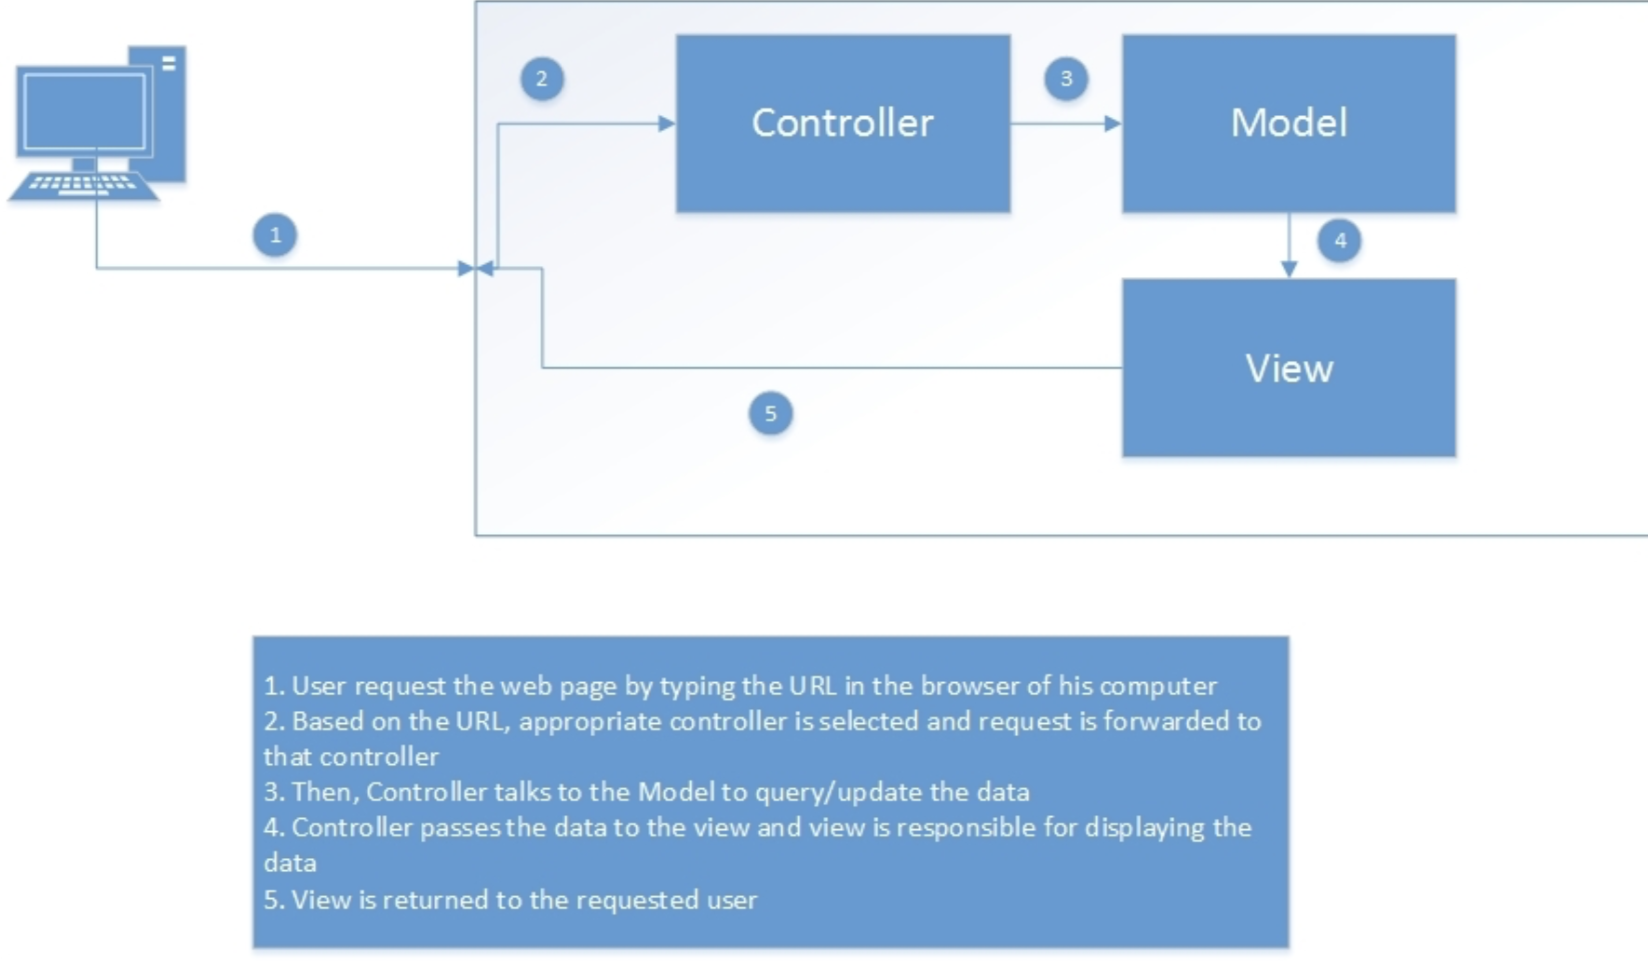 2
3
Controller
Model
1
4
View
5
1. User request the web page by typing the URL in the browser of his computer
2. Based on the URL, appropriate controller is selected and request is forwarded to
that controller
3. Then, Controller talks to the Model to query/update the data
4. Controller passes the data to the view and view is responsible for displaying the
data
5. View is returned to the requested user